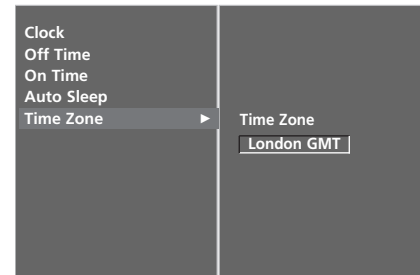 Clock
Off Time
On Time
Auto Sleep
Time Zone ►
Time Zone
London GMT